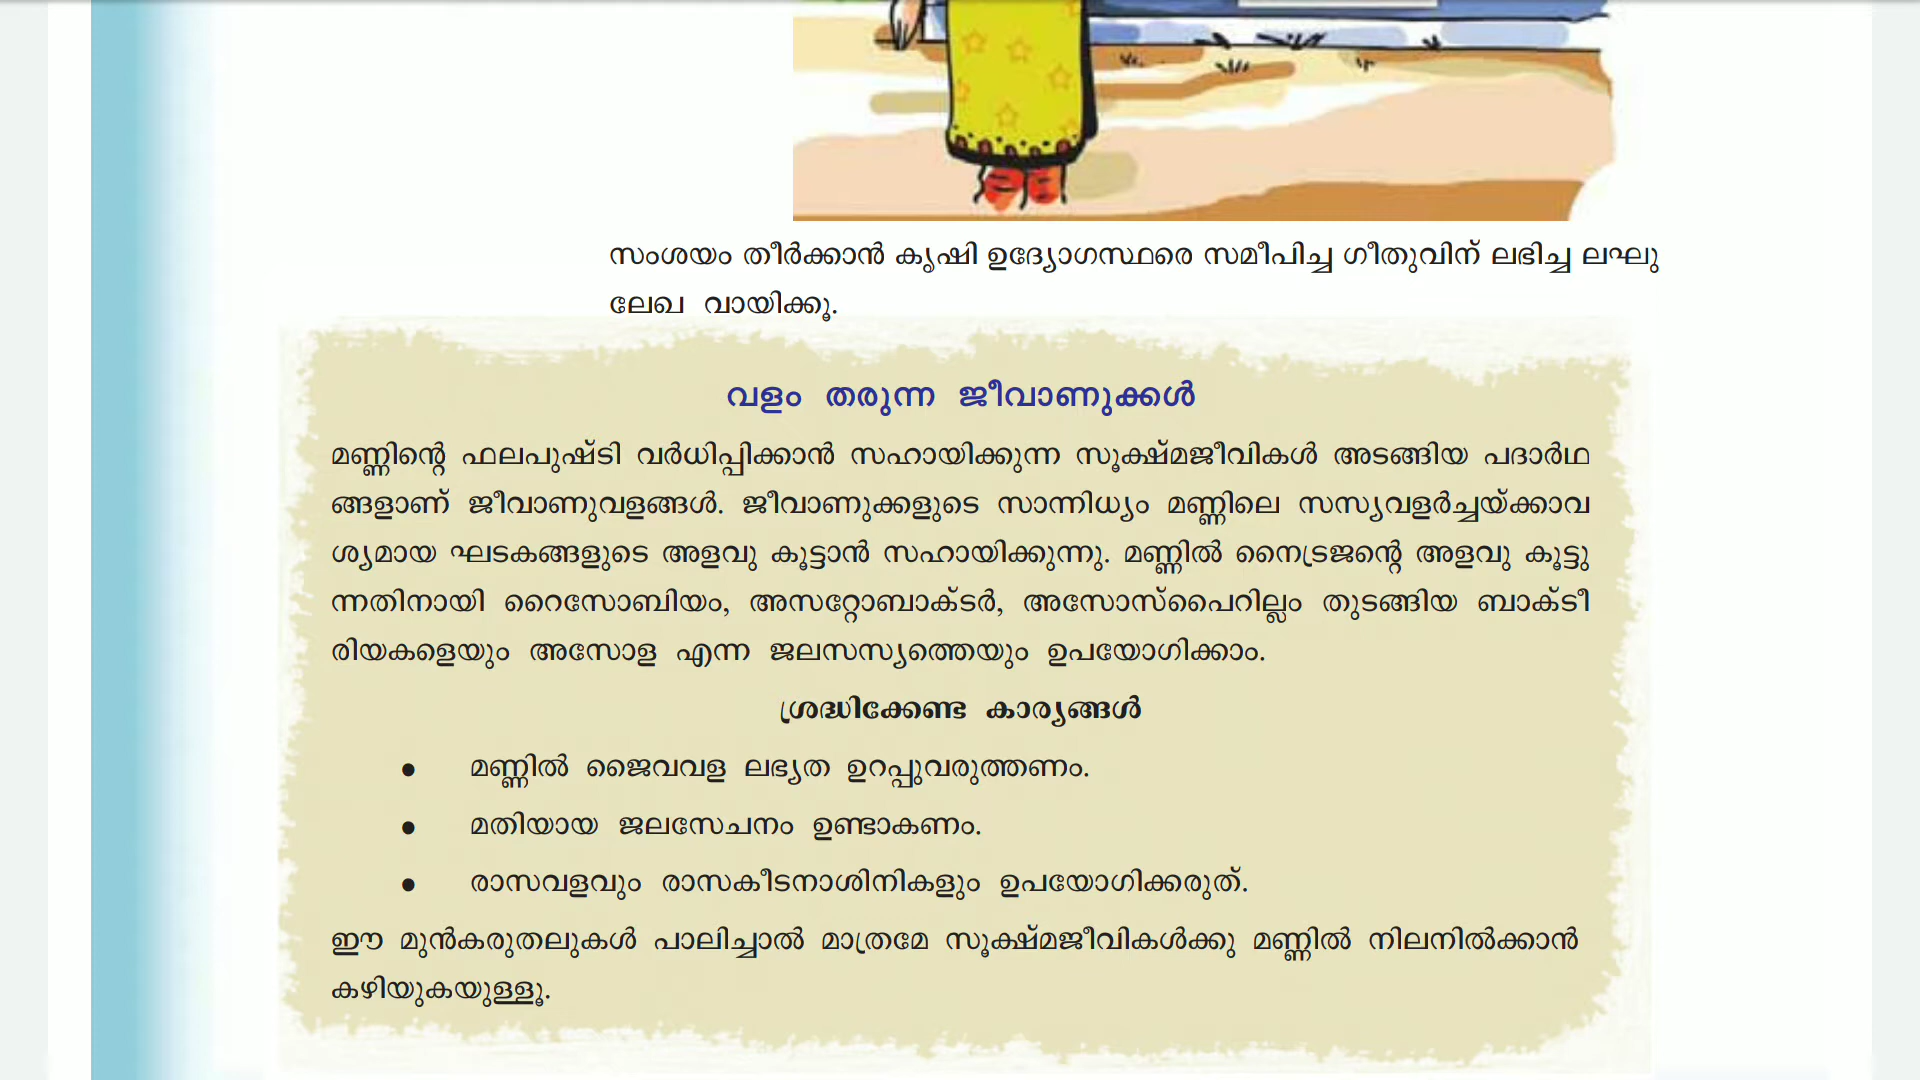 സംശയം തീർക്കാൻ കൃഷി ഉദ്യോഗസ്ഥരെ സമീപിച്ച ഗീതുവിന് ലഭിച്ച ലഘു
ലേഖ വായിക്കൂ.
വളം തരുന്ന ജീവാണുക്കൾ
മണ്ണിന്റെ ഫലപുഷ്ടി വർധിപ്പിക്കാൻ സഹായിക്കുന്ന സൂക്ഷ്മജീവികൾ അടങ്ങിയ പദാർഥ
ങ്ങളാണ് ജീവാണുവളങ്ങൾ. ജീവാണുക്കളുടെ സാന്നിധ്യം മണ്ണിലെ സസ്യവളർച്ചയ്ക്കാവ
ശ്യമായ ഘടകങ്ങളുടെ അളവു കൂട്ടാൻ സഹായിക്കുന്നു. മണ്ണിൽ നൈട്രജന്റെ അളവു കൂട്ടു
ന്നതിനായി റൈസോബിയം, അസറ്റോബാക്ടർ, അസോസ്പൈറില്ലം തുടങ്ങിയ ബാക്ടീ
രിയകളെയും അസോള എന്ന ജലസസ്യത്തെയും ഉപയോഗിക്കാം.
ശ്രദ്ധിക്കേണ്ട കാര്യങ്ങൾ
● മണ്ണിൽ ജൈവവള ലഭ്യത ഉറപ്പുവരുത്തണം.
● മതിയായ ജലസേചനം ഉണ്ടാകണം.
● രാസവളവും രാസകീടനാശിനികളും ഉപയോഗിക്കരുത്.
ഈ മുൻകരുതലുകൾ പാലിച്ചാൽ മാത്രമേ സൂക്ഷ്മജീവികൾക്കു മണ്ണിൽ നിലനിൽക്കാൻ
കഴിയുകയുള്ളൂ.